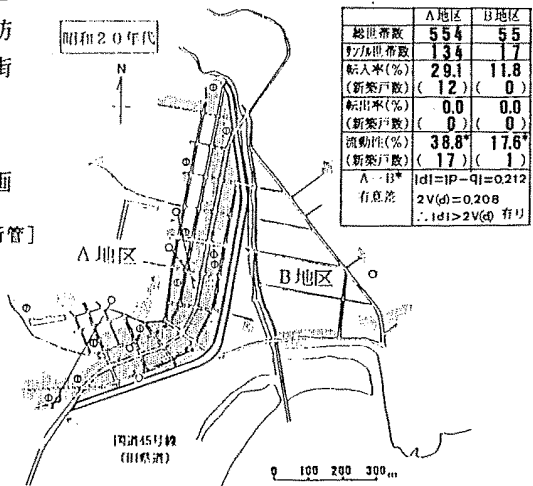 防
街
画
所管]
昭和20年代
N
A地区
B地区
国道45号線
(旧県道)
0 100 200 300m
A地区 B地区
総世帯数 554 55
サンプル世帯数 134 17
転入率(%) 29.1 11.8
(新築戸数) ( 12 ) ( 0 )
転出率(%) 0.0 0.0
(新築戸数) ( 0 ) ( 0 )
流動性(%) 38.8* 17.6*
(新築戸数) ( 17 ) ( 1 )
A-B* |d|=|P-q|=0.212
有意差 2V(d)=0.208
∴|d|>2V(d) 有り